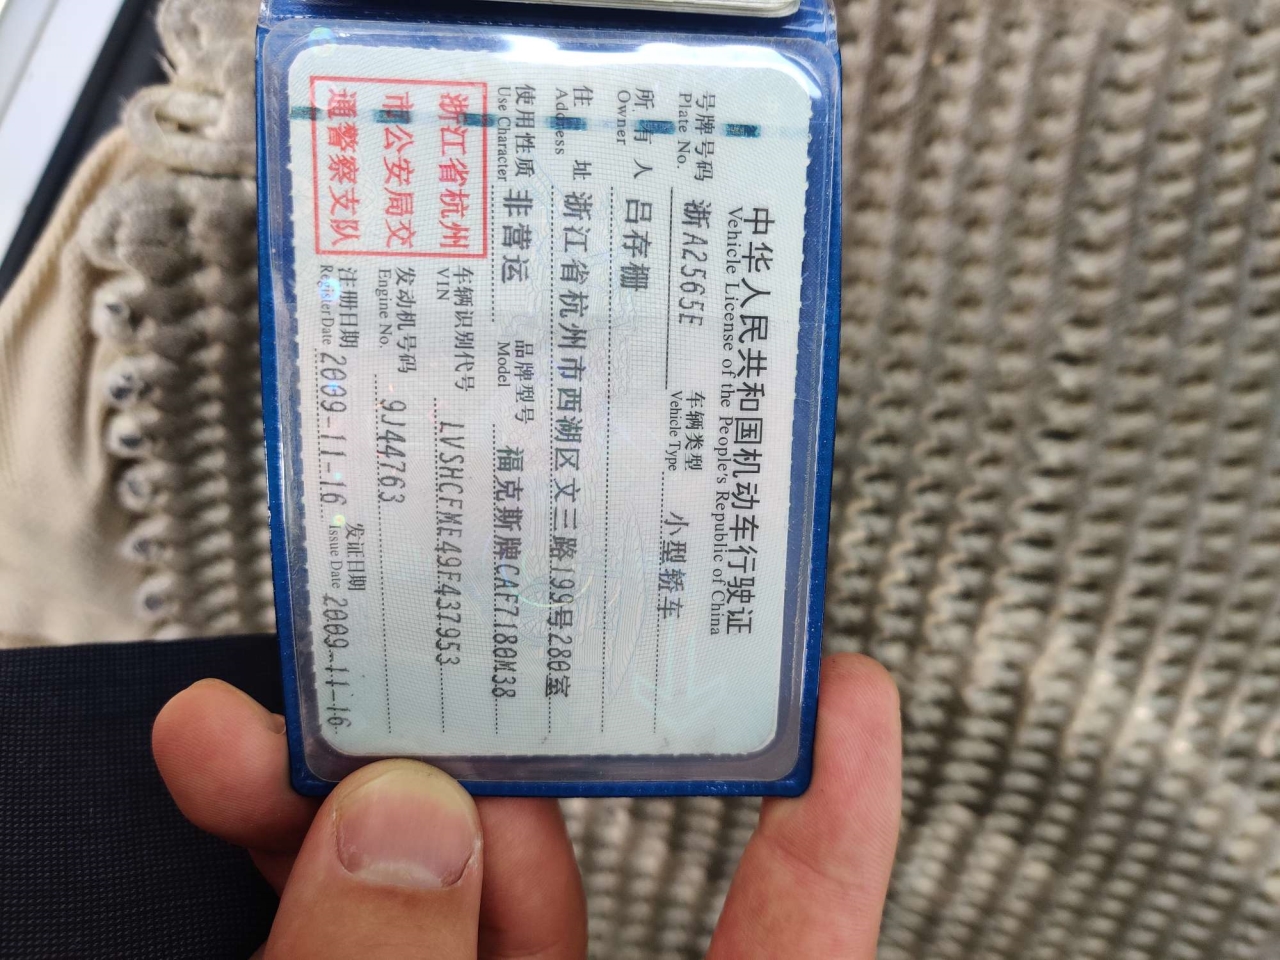 中华人民共和国机动车行驶证
Vehicle License of the People's Republic of China
号牌号码 浙A2565E 车辆类型 小型轿车
Plate No. Vehicle Type
所有人 吕存栅
Owner
住址 浙江省杭州市西湖区文三路199号280室
Address
使用性质 非营运 品牌型号 福克斯牌CAF7180M38
Use Character Model
浙江省杭州
市公安局交
通警察支队
车辆识别代号 LVSHCFME49F437953
VIN
发动机号码 9J44763
Engine No.
注册日期 2009-11-16 发证日期 2009-11-16
Register Date Issue Date